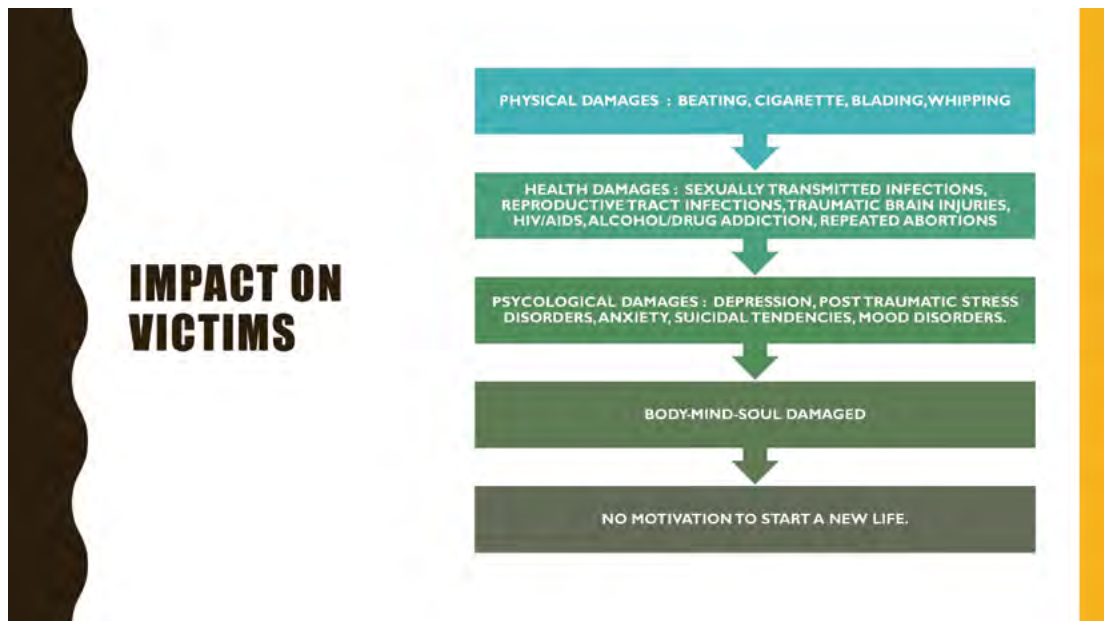 IMPACT ON
VICTIMS
PHYSICAL DAMAGES : BEATING, CIGARETTE, BLADING,WHIPPING
HEALTH DAMAGES : SEXUALLY TRANSMITTED INFECTIONS,
REPRODUCTIVE TRACT INFECTIONS, TRAUMATIC BRAIN INJURIES,
HIV/AIDS, ALCOHOL/DRUG ADDICTION, REPEATED ABORTIONS
PSYCOLOGICAL DAMAGES : DEPRESSION, POST TRAUMATIC STRESS
DISORDERS, ANXIETY, SUICIDAL TENDENCIES, MOOD DISORDERS.
BODY-MIND-SOUL DAMAGED
NO MOTIVATION TO START A NEW LIFE.